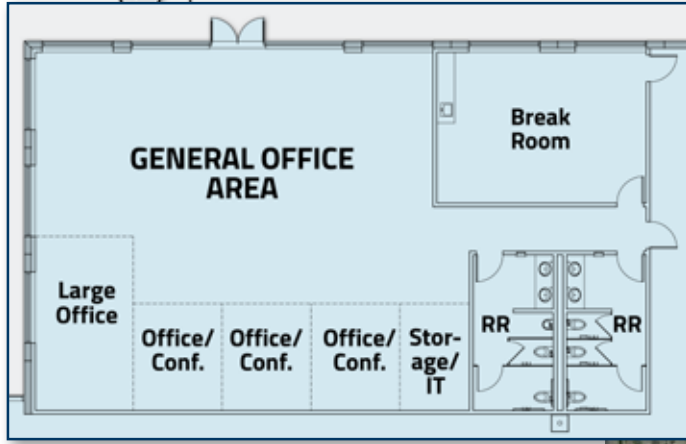 Break
Room
GENERAL OFFICE
AREA
Large
Office
Office/
Conf.
Office/
Conf.
Office/
Conf.
Stor-
age/
IT
RR
RR